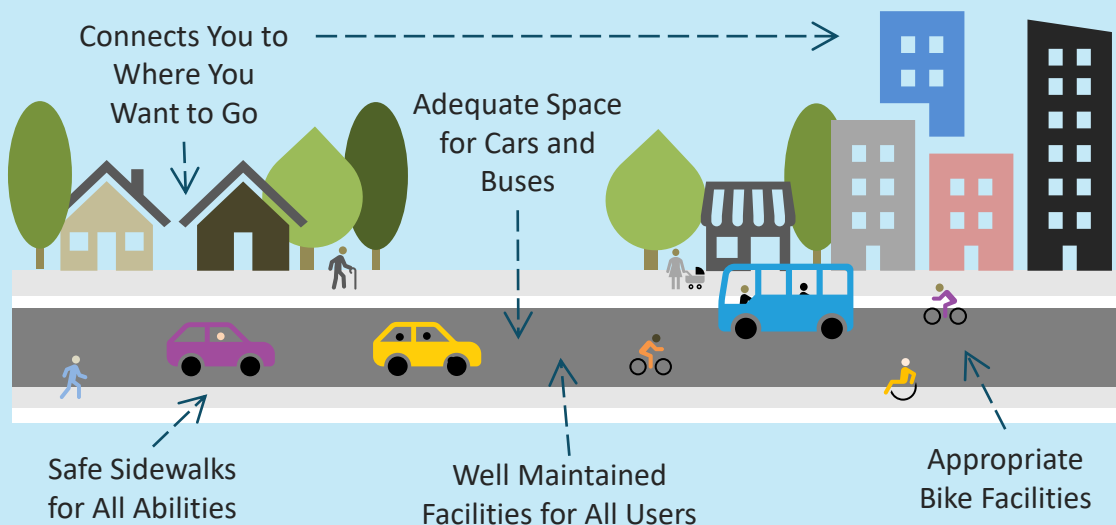 Connects You to
Where You
Want to Go
Adequate Space
for Cars and
Buses
Safe Sidewalks
for All Abilities
Well Maintained
Facilities for All Users
Appropriate
Bike Facilities